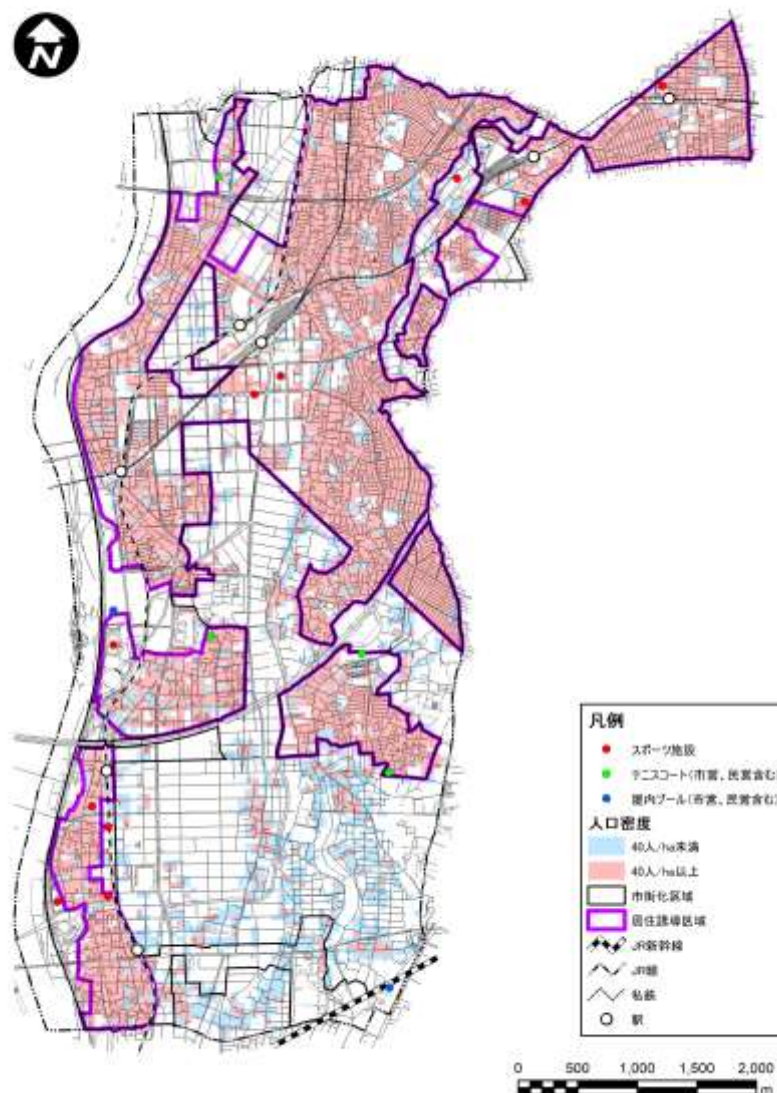 N
凡例
スポーツ施設
テニスコート(市営、民営含む)
屋内プール(市営、民営含む)
人口密度
40人/ha未満
40人/ha以上
市街化区域
居住誘導区域
JR新幹線
JR線
私鉄
駅
0 500 1,000 1,500 2,000
m